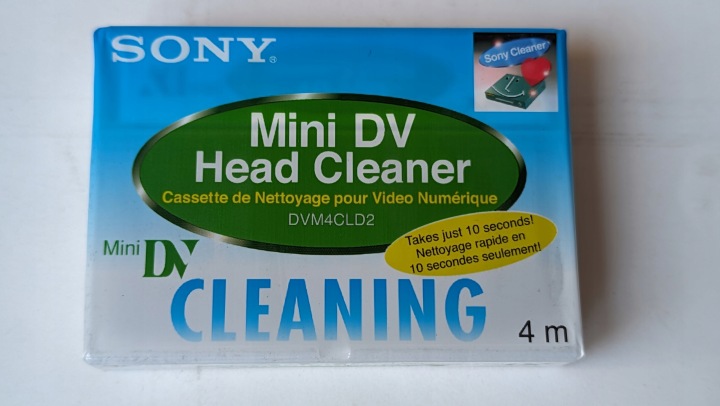 SONY®
Sony Cleaner
Mini DV
Head Cleaner
Cassette de Nettoyage pour Video Numérique
DVM4CLD2
Takes just 10 seconds!
Nettoyage rapide en
10 secondes seulement!
Mini DV
CLEANING
4 m